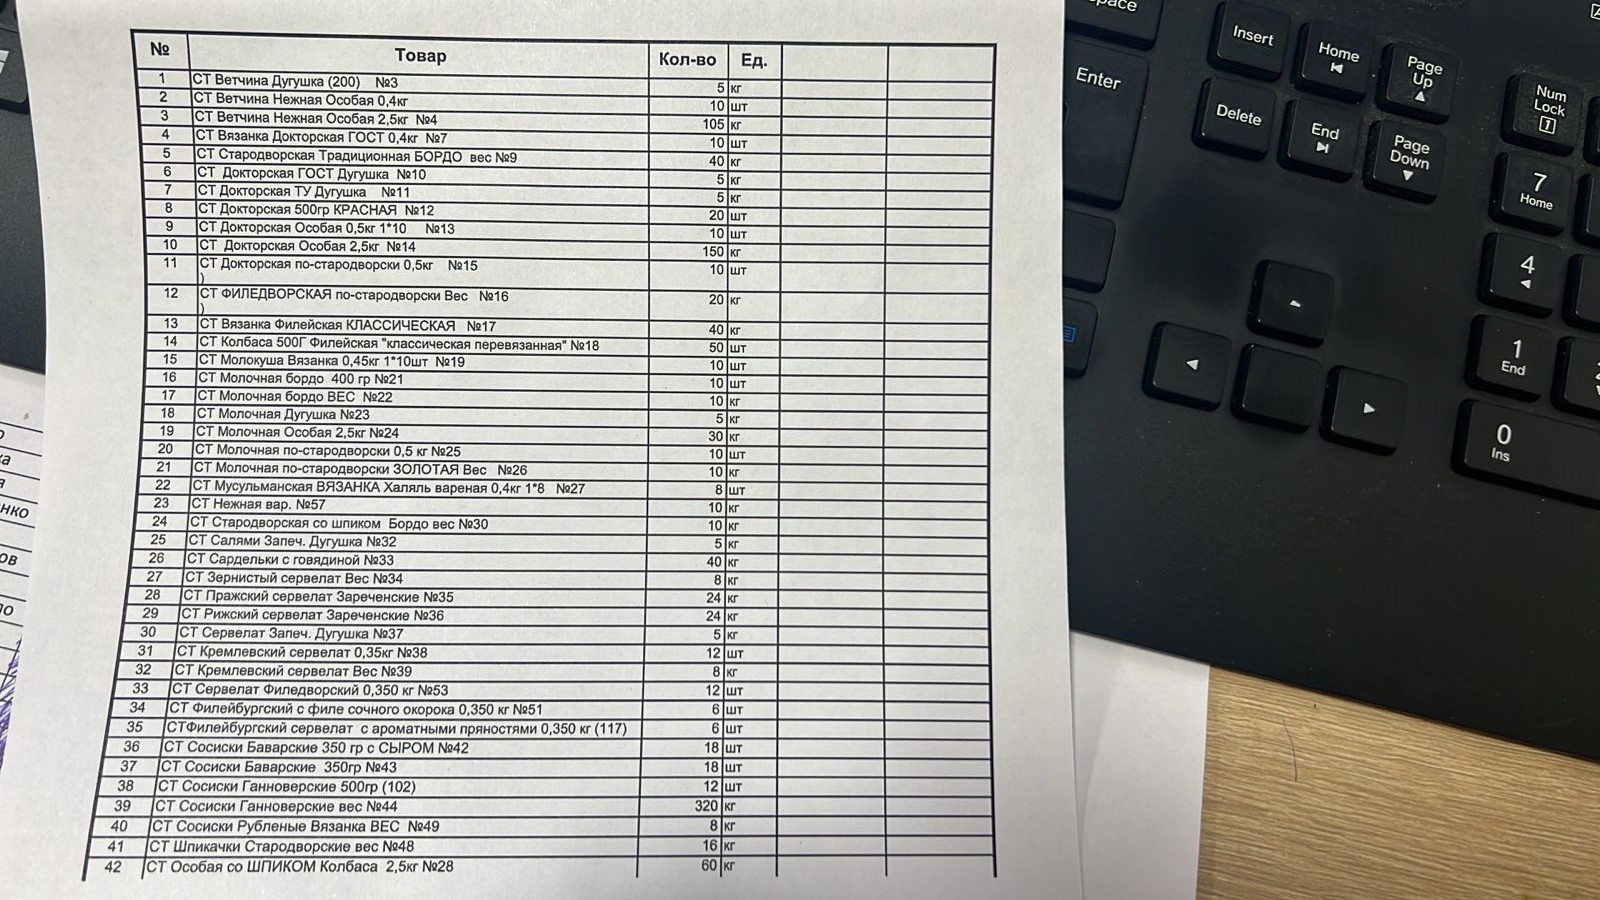 № Товар Кол-во Ед.
1 СТ Ветчина Дугушка (200) №3 5 кг
2 СТ Ветчина Нежная Особая 0,4кг 10 шт
3 СТ Ветчина Нежная Особая 2,5кг №4 105 кг
4 СТ Вязанка Докторская ГОСТ 0,4кг №7 10 шт
5 СТ Стародворская Традиционная БОРДО вес №9 40 кг
6 СТ Докторская ГОСТ Дугушка №10 5 кг
7 СТ Докторская ТУ Дугушка №11 5 кг
8 СТ Докторская 500гр КРАСНАЯ №12 20 шт
9 СТ Докторская Особая 0,5кг 1*10 №13 10 шт
10 СТ Докторская Особая 2,5кг №14 150 кг
11 СТ Докторская по-стародворски 0,5кг №15 10 шт
)
12 СТ ФИЛЕДВОРСКАЯ по-стародворски Вес №16 20 кг
)
13 СТ Вязанка Филейская КЛАССИЧЕСКАЯ №17 40 кг
14 СТ Колбаса 500Г Филейская "классическая перевязанная" №18 50 шт
15 СТ Молокуша Вязанка 0,45кг 1*10шт №19 10 шт
16 СТ Молочная бордо 400 гр №21 10 шт
17 СТ Молочная бордо ВЕС №22 10 кг
18 СТ Молочная Дугушка №23 5 кг
19 СТ Молочная Особая 2,5кг №24 30 кг
20 СТ Молочная по-стародворски 0,5 кг №25 10 шт
21 СТ Молочная по-стародворски ЗОЛОТАЯ Вес №26 10 кг
22 СТ Мусульманская ВЯЗАНКА Халяль вареная 0,4кг 1*8 №27 8 шт
23 СТ Нежная вар. №57 10 кг
24 СТ Стародворская со шпиком Бордо вес №30 10 кг
25 СТ Салями Запеч. Дугушка №32 5 кг
26 СТ Сардельки с говядиной №33 40 кг
27 СТ Зернистый сервелат Вес №34 8 кг
28 СТ Пражский сервелат Зареченские №35 24 кг
29 СТ Рижский сервелат Зареченские №36 24 кг
30 СТ Сервелат Запеч. Дугушка №37 5 кг
31 СТ Кремлевский сервелат 0,35кг №38 12 шт
32 СТ Кремлевский сервелат Вес №39 8 кг
33 СТ Сервелат Филедворский 0,350 кг №53 12 шт
34 СТ Филейбургский с филе сочного окорока 0,350 кг №51 6 шт
35 СТФилейбургский сервелат с ароматными пряностями 0,350 кг (117) 6 шт
36 СТ Сосиски Баварские 350 гр с СЫРОМ №42 18 шт
37 СТ Сосиски Баварские 350гр №43 18 шт
38 СТ Сосиски Ганноверские 500гр (102) 12 шт
39 СТ Сосиски Ганноверские вес №44 320 кг
40 СТ Сосиски Рубленые Вязанка ВЕС №49 8 кг
41 СТ Шпикачки Стародворские вес №48 16 кг
42 СТ Особая со ШПИКОМ Колбаса 2,5кг №28 60 кг
Insert
Home
Page Up
Enter
Delete
End
Page Down
Num Lock
1
7
Home
4
1
End
0
Ins